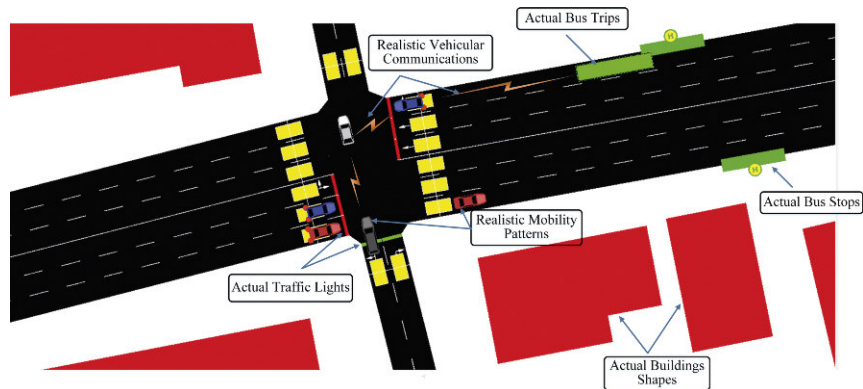 Actual Bus Trips
Realistic Vehicular
Communications
H
H
Actual Bus Stops
Realistic Mobility
Patterns
Actual Traffic Lights
Actual Buildings
Shapes